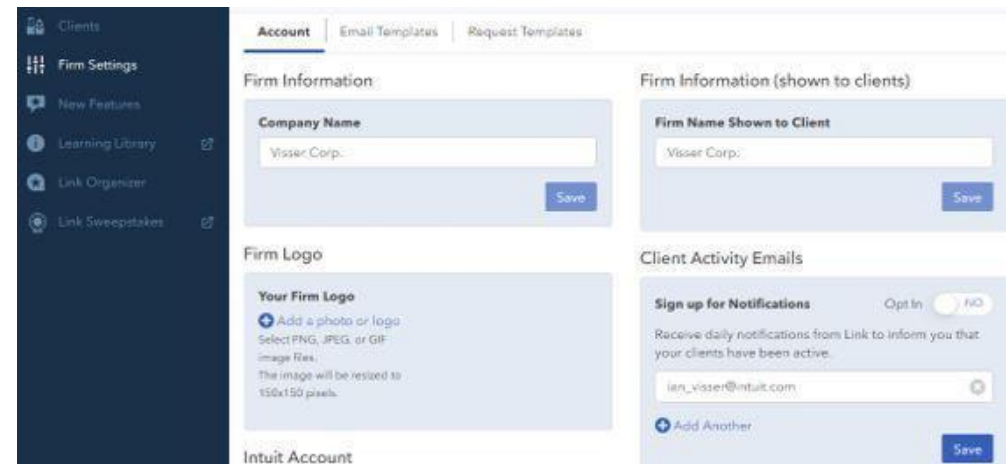 Clients
Firm Settings
New Features
Learning Library
Link Organizer
Link Sweepstakes
Account
Email Templates
Request Templates
Firm Information
Company Name
Visser Corp.
Save
Firm Logo
Your Firm Logo
Add a photo or logo
Select PNG, JPEG, or GIF
image files.
The image will be resized to
150x150 pixels.
Intuit Account
Firm Information (shown to clients)
Firm Name Shown to Client
Visser Corp.
Save
Client Activity Emails
Sign up for Notifications
Opt In
NO
Receive daily notifications from Link to inform you that
your clients have been active.
ian_visser@intuit.com
Add Another
Save